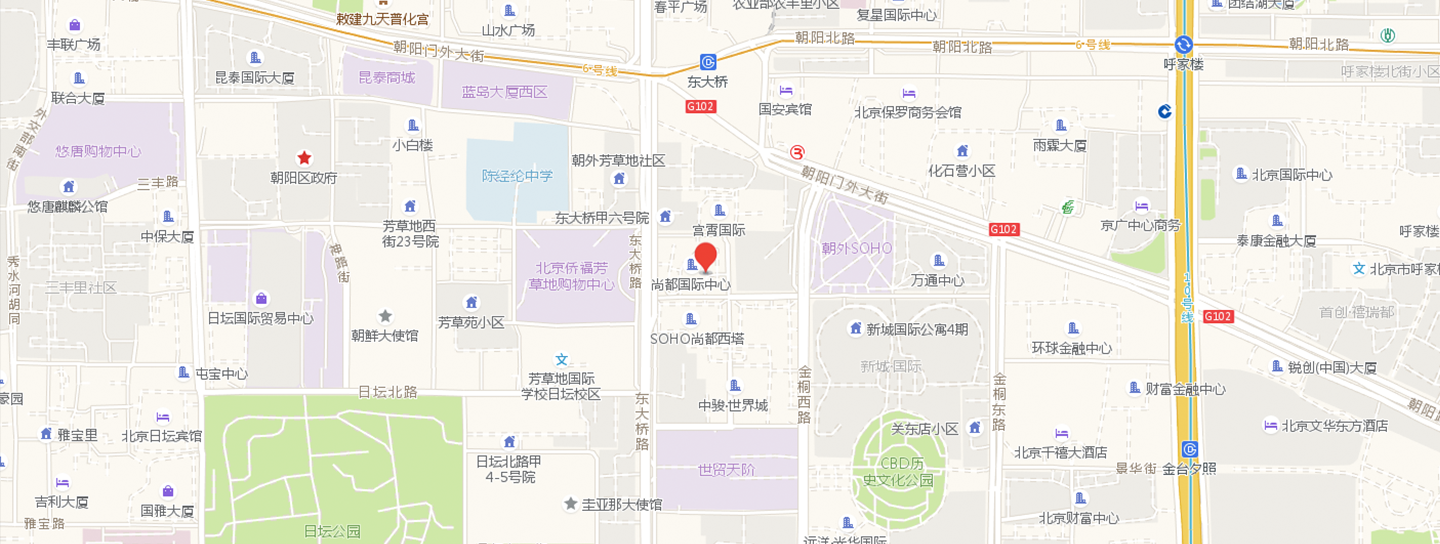 敕建九天普化宫
春平广场
农业部农丰里小区
复星国际中心
团结湖大厦
丰联广场
山水广场
朝阳门外大街
朝阳北路
朝阳北路
6号线
朝阳北路
昆泰国际大厦
昆泰商城
6号线
东大桥
呼家楼
呼家楼北街小区
联合大厦
蓝岛大厦西区
G102
国安宾馆
北京保罗商务会馆
外交部南街
小白楼
悠唐购物中心
朝阳区政府
陈经纶中学
朝外芳草地社区
化石营小区
雨霖大厦
北京国际中心
三丰路
朝阳门外大街
悠唐麒麟公馆
芳草地西
街23号院
东大桥甲六号院
宫霄国际
京广中心商务
G102
中保大厦
朝外SOHO
泰康金融大厦
呼家楼
秀水河胡同
三丰里社区
北京侨福芳
草地购物中心
东大桥路
尚都国际中心
万通中心
北京市呼家楼
日坛国际贸易中心
芳草苑小区
朝鲜大使馆
SOHO尚都西塔
新城国际公寓4期
10号线
G102
首创·禧瑞都
新城·国际
环球金融中心
屯宝中心
芳草地国际
学校日坛校区
锐创(中国)大厦
日坛北路
豪园
中骏·世界城
金桐西路
金桐东路
财富金融中心
朝阳路
东大桥路
雅宝里
北京日坛宾馆
关东店小区
北京文华东方酒店
日坛北路甲
4-5号院
世贸天阶
CBD历
史文化公园
北京千禧大酒店
景华街
金台夕照
吉利大厦
国雅大厦
圭亚那大使馆
北京财富中心
雅宝路
日坛公园
远洋·光华国际